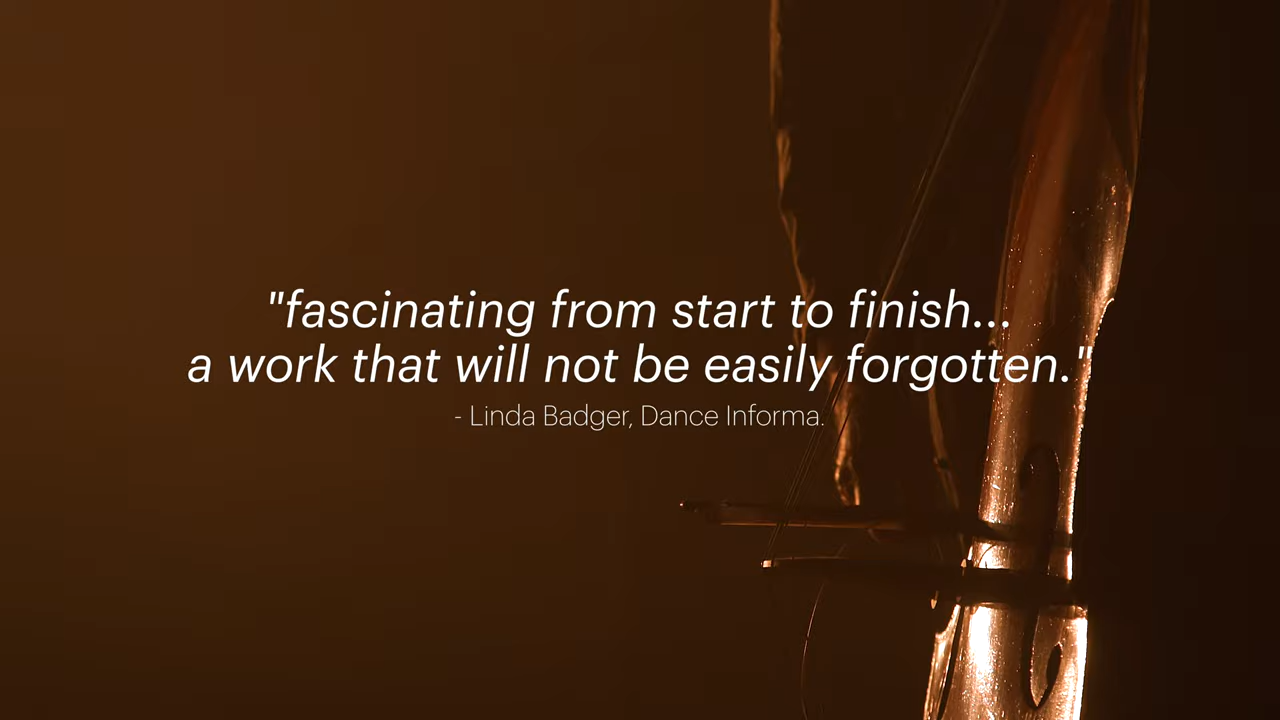 "fascinating from start to finish...
a work that will not be easily forgotten."
- Linda Badger, Dance Informa.